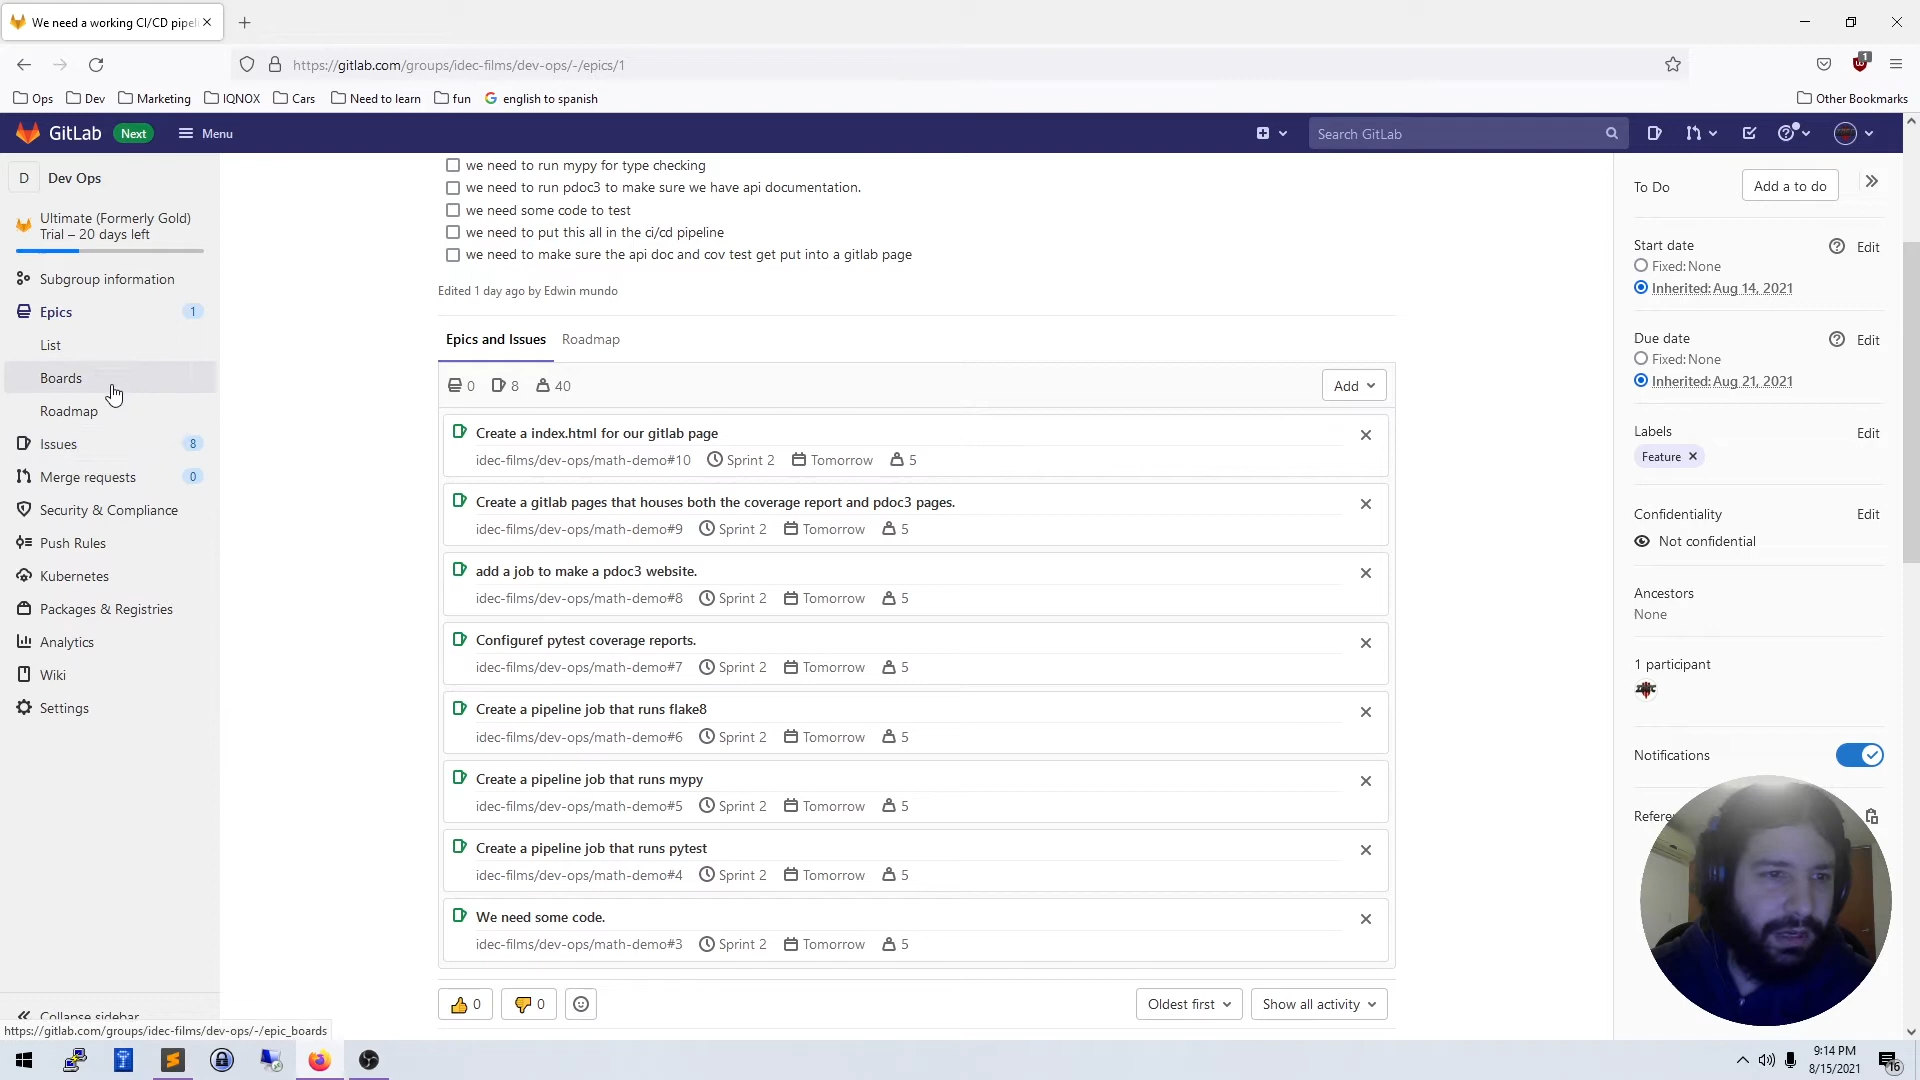 We need a working CI/CD pipel
https://gitlab.com/groups/idec-films/dev-ops/-/epics/1
1
Ops
Dev
Marketing
IQNOX
Cars
Need to learn
fun
english to spanish
Other Bookmarks
GitLab
Next
Menu
Search GitLab
D
Dev Ops
Ultimate (Formerly Gold)
Trial – 20 days left
Subgroup information
Epics
1
List
Boards
Roadmap
Issues
8
Merge requests
0
Security & Compliance
Push Rules
Kubernetes
Packages & Registries
Analytics
Wiki
Settings
Collapse sidebar
https://gitlab.com/groups/idec-films/dev-ops/-/epic_boards
we need to run mypy for type checking
we need to run pdoc3 to make sure we have api documentation.
we need some code to test
we need to put this all in the ci/cd pipeline
we need to make sure the api doc and cov test get put into a gitlab page
Edited 1 day ago by Edwin mundo
Epics and Issues
Roadmap
0
8
40
Add
Create a index.html for our gitlab page
idec-films/dev-ops/math-demo#10 Sprint 2 Tomorrow 5
Create a gitlab pages that houses both the coverage report and pdoc3 pages.
idec-films/dev-ops/math-demo#9 Sprint 2 Tomorrow 5
add a job to make a pdoc3 website.
idec-films/dev-ops/math-demo#8 Sprint 2 Tomorrow 5
Configuref pytest coverage reports.
idec-films/dev-ops/math-demo#7 Sprint 2 Tomorrow 5
Create a pipeline job that runs flake8
idec-films/dev-ops/math-demo#6 Sprint 2 Tomorrow 5
Create a pipeline job that runs mypy
idec-films/dev-ops/math-demo#5 Sprint 2 Tomorrow 5
Create a pipeline job that runs pytest
idec-films/dev-ops/math-demo#4 Sprint 2 Tomorrow 5
We need some code.
idec-films/dev-ops/math-demo#3 Sprint 2 Tomorrow 5
0
0
Oldest first
Show all activity
To Do
Add a to do
Start date
Edit
Fixed: None
Inherited: Aug 14, 2021
Due date
Edit
Fixed: None
Inherited: Aug 21, 2021
Labels
Edit
Feature
Confidentiality
Edit
Not confidential
Ancestors
None
1 participant
Notifications
Refere
9:14 PM
8/15/2021
16